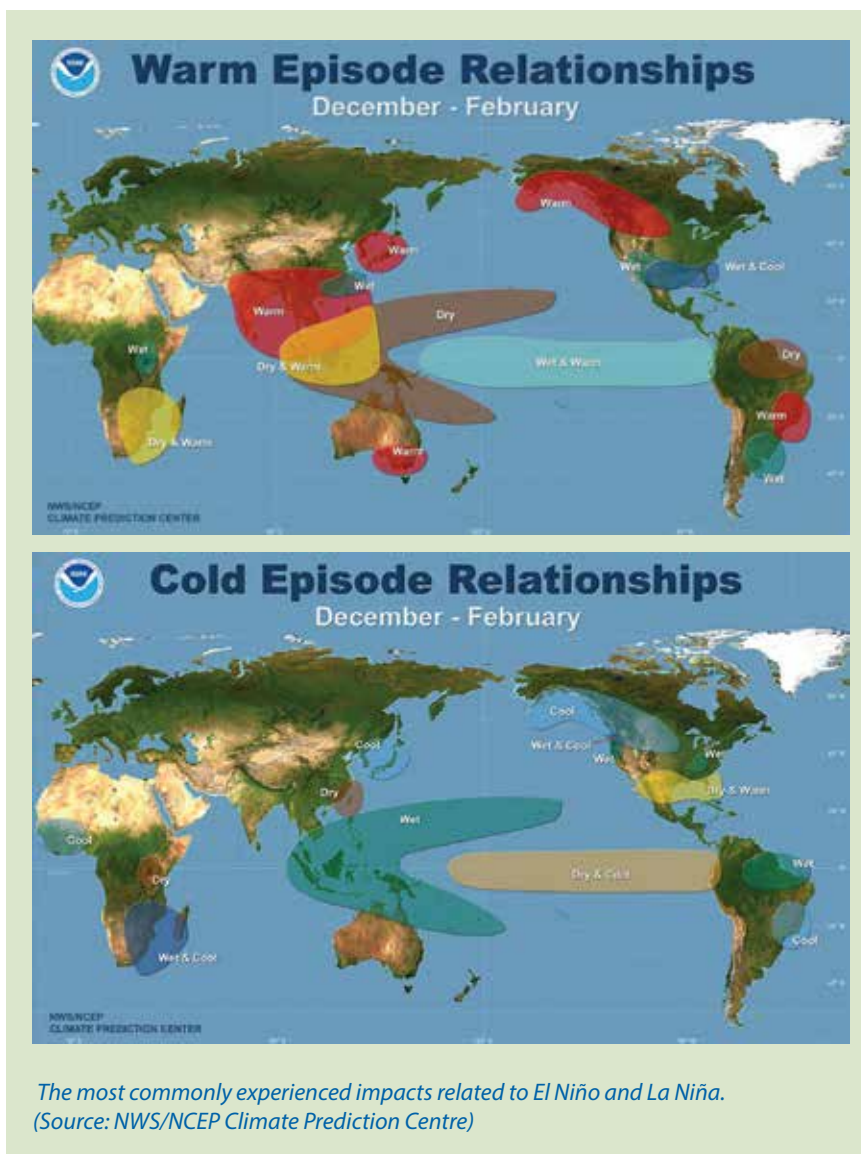 Warm Episode Relationships
December - February
Warm
Warm
Wet
Wet & Cool
Wet
Warm
Dry
Wet
Dry & Warm
Wet & Warm
Dry
Dry & Warm
Warm
Warm
Wet
NWS/NCEP
CLIMATE PREDICTION CENTER
Cold Episode Relationships
December - February
Cool
Cool
Wet & Cool
Wet
Wet
Dry
Dry & Warm
Wet
Cool
Dry
Dry & Cool
Wet
Wet & Cool
Cool
NWS/NCEP
CLIMATE PREDICTION CENTER
The most commonly experienced impacts related to El Niño and La Niña.
(Source: NWS/NCEP Climate Prediction Centre)